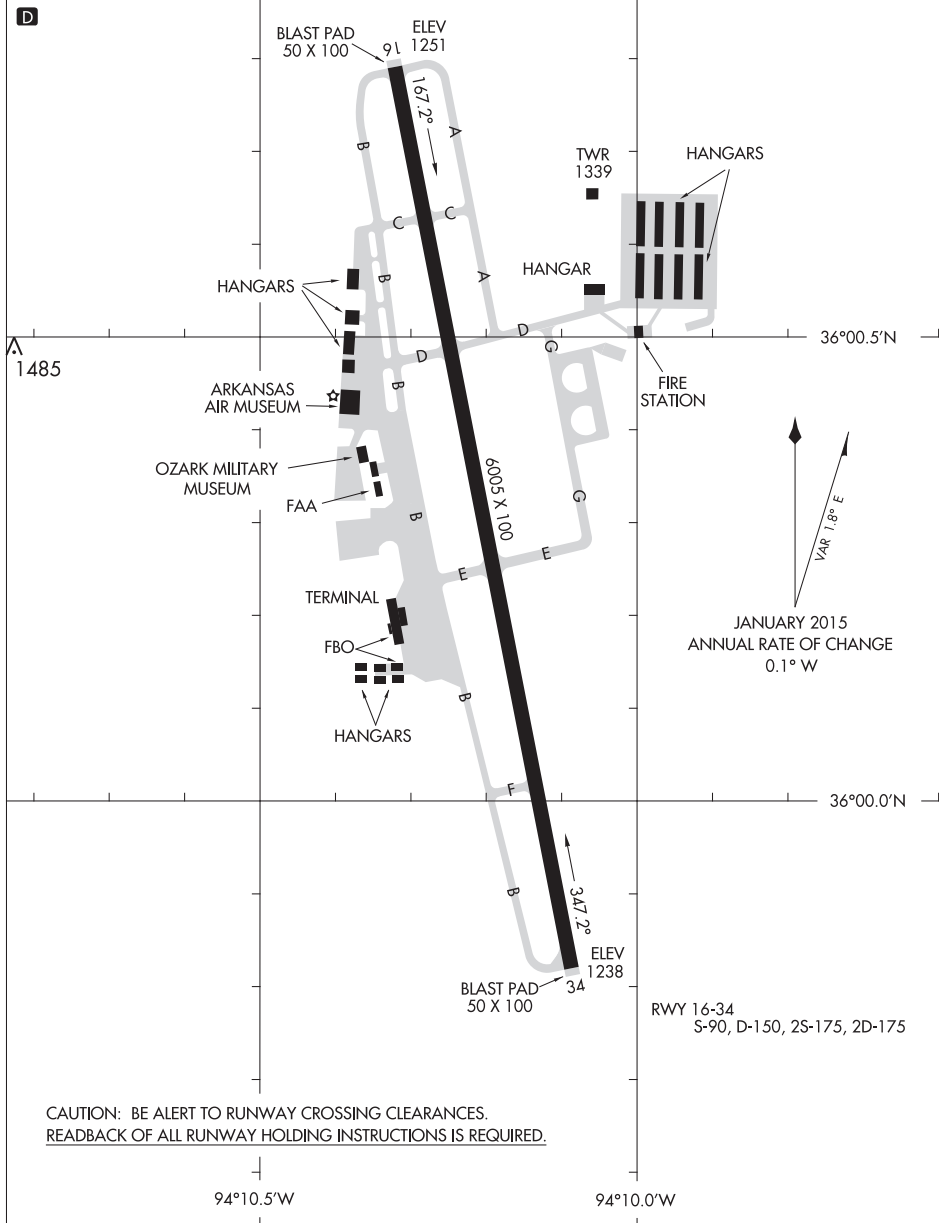 D
BLAST PAD
50 X 100
16
ELEV
1251
167.2°
A
B
TWR
1339
HANGARS
C
C
HANGARS
B
A
HANGAR
D
G
D
36°00.5'N
1485
B
ARKANSAS
AIR MUSEUM
FIRE
STATION
OZARK MILITARY
MUSEUM
FAA
6005 X 100
G
B
VAR 1.8° E
E
E
TERMINAL
FBO
JANUARY 2015
ANNUAL RATE OF CHANGE
0.1° W
B
HANGARS
F
36°00.0'N
B
347.2°
ELEV
1238
BLAST PAD
50 X 100
34
RWY 16-34
S-90, D-150, 2S-175, 2D-175
CAUTION: BE ALERT TO RUNWAY CROSSING CLEARANCES.
READBACK OF ALL RUNWAY HOLDING INSTRUCTIONS IS REQUIRED.
94°10.5'W
94°10.0'W